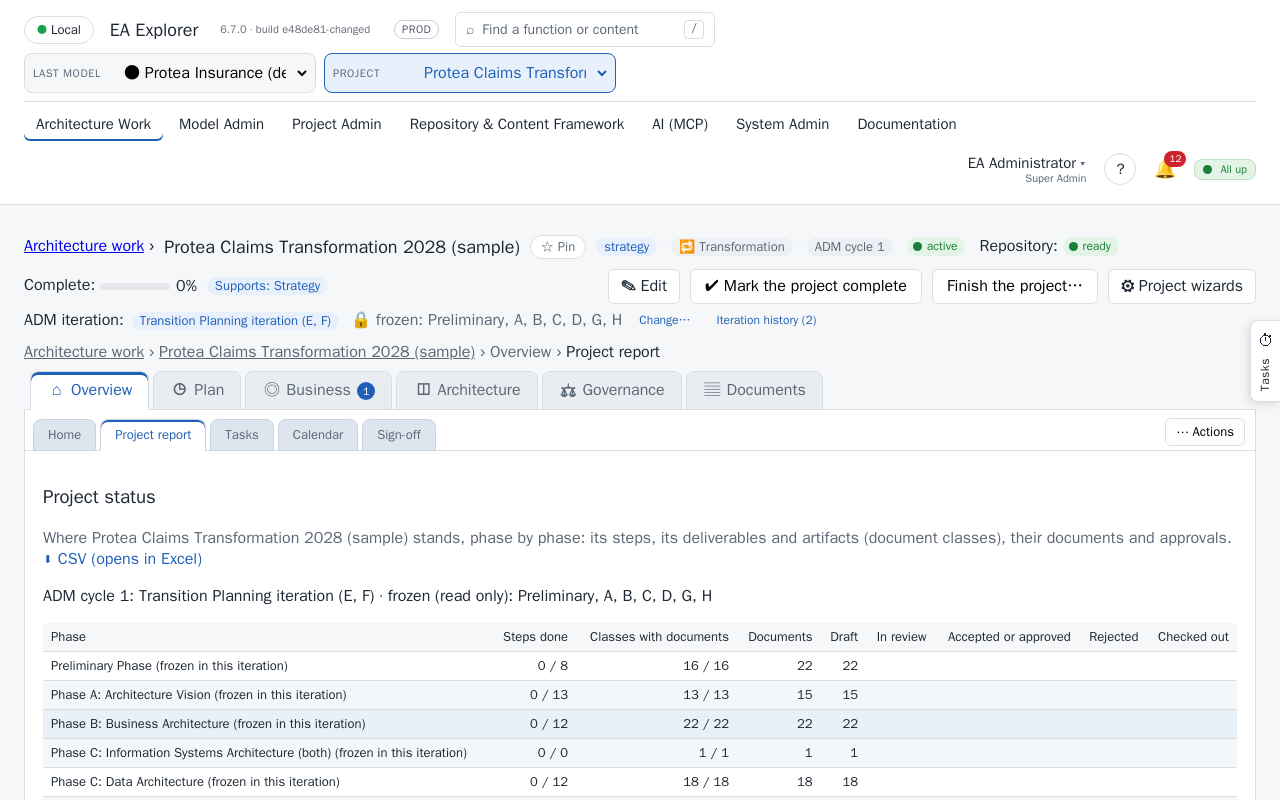 Local EA Explorer 6.7.0 · build e48de81-changed PROD Find a function or content /
LAST MODEL Protea Insurance (de PROJECT Protea Claims Transfor
Architecture Work Model Admin Project Admin Repository & Content Framework AI (MCP) System Admin Documentation
EA Administrator ▾ ? 12 All up
Super Admin
Architecture work › Protea Claims Transformation 2028 (sample) ☆ Pin strategy 🔁 Transformation ADM cycle 1 active Repository: ready
Complete: 0% Supports: Strategy ✎ Edit ✔ Mark the project complete Finish the project⋯ ⚙ Project wizards
ADM iteration: Transition Planning iteration (E, F) 🔒 frozen: Preliminary, A, B, C, D, G, H Change⋯ Iteration history (2)
Architecture work › Protea Claims Transformation 2028 (sample) › Overview › Project report
Tasks
Overview Plan Business 1 Architecture Governance Documents
Home Project report Tasks Calendar Sign-off ⋯ Actions
Project status
Where Protea Claims Transformation 2028 (sample) stands, phase by phase: its steps, its deliverables and artifacts (document classes), their documents and approvals.
⬇ CSV (opens in Excel)
ADM cycle 1: Transition Planning iteration (E, F) · frozen (read only): Preliminary, A, B, C, D, G, H
Phase Steps done Classes with documents Documents Draft In review Accepted or approved Rejected Checked out
Preliminary Phase (frozen in this iteration) 0 / 8 16 / 16 22 22
Phase A: Architecture Vision (frozen in this iteration) 0 / 13 13 / 13 15 15
Phase B: Business Architecture (frozen in this iteration) 0 / 12 22 / 22 22 22
Phase C: Information Systems Architecture (both) (frozen in this iteration) 0 / 0 1 / 1 1 1
Phase C: Data Architecture (frozen in this iteration) 0 / 12 18 / 18 18 18